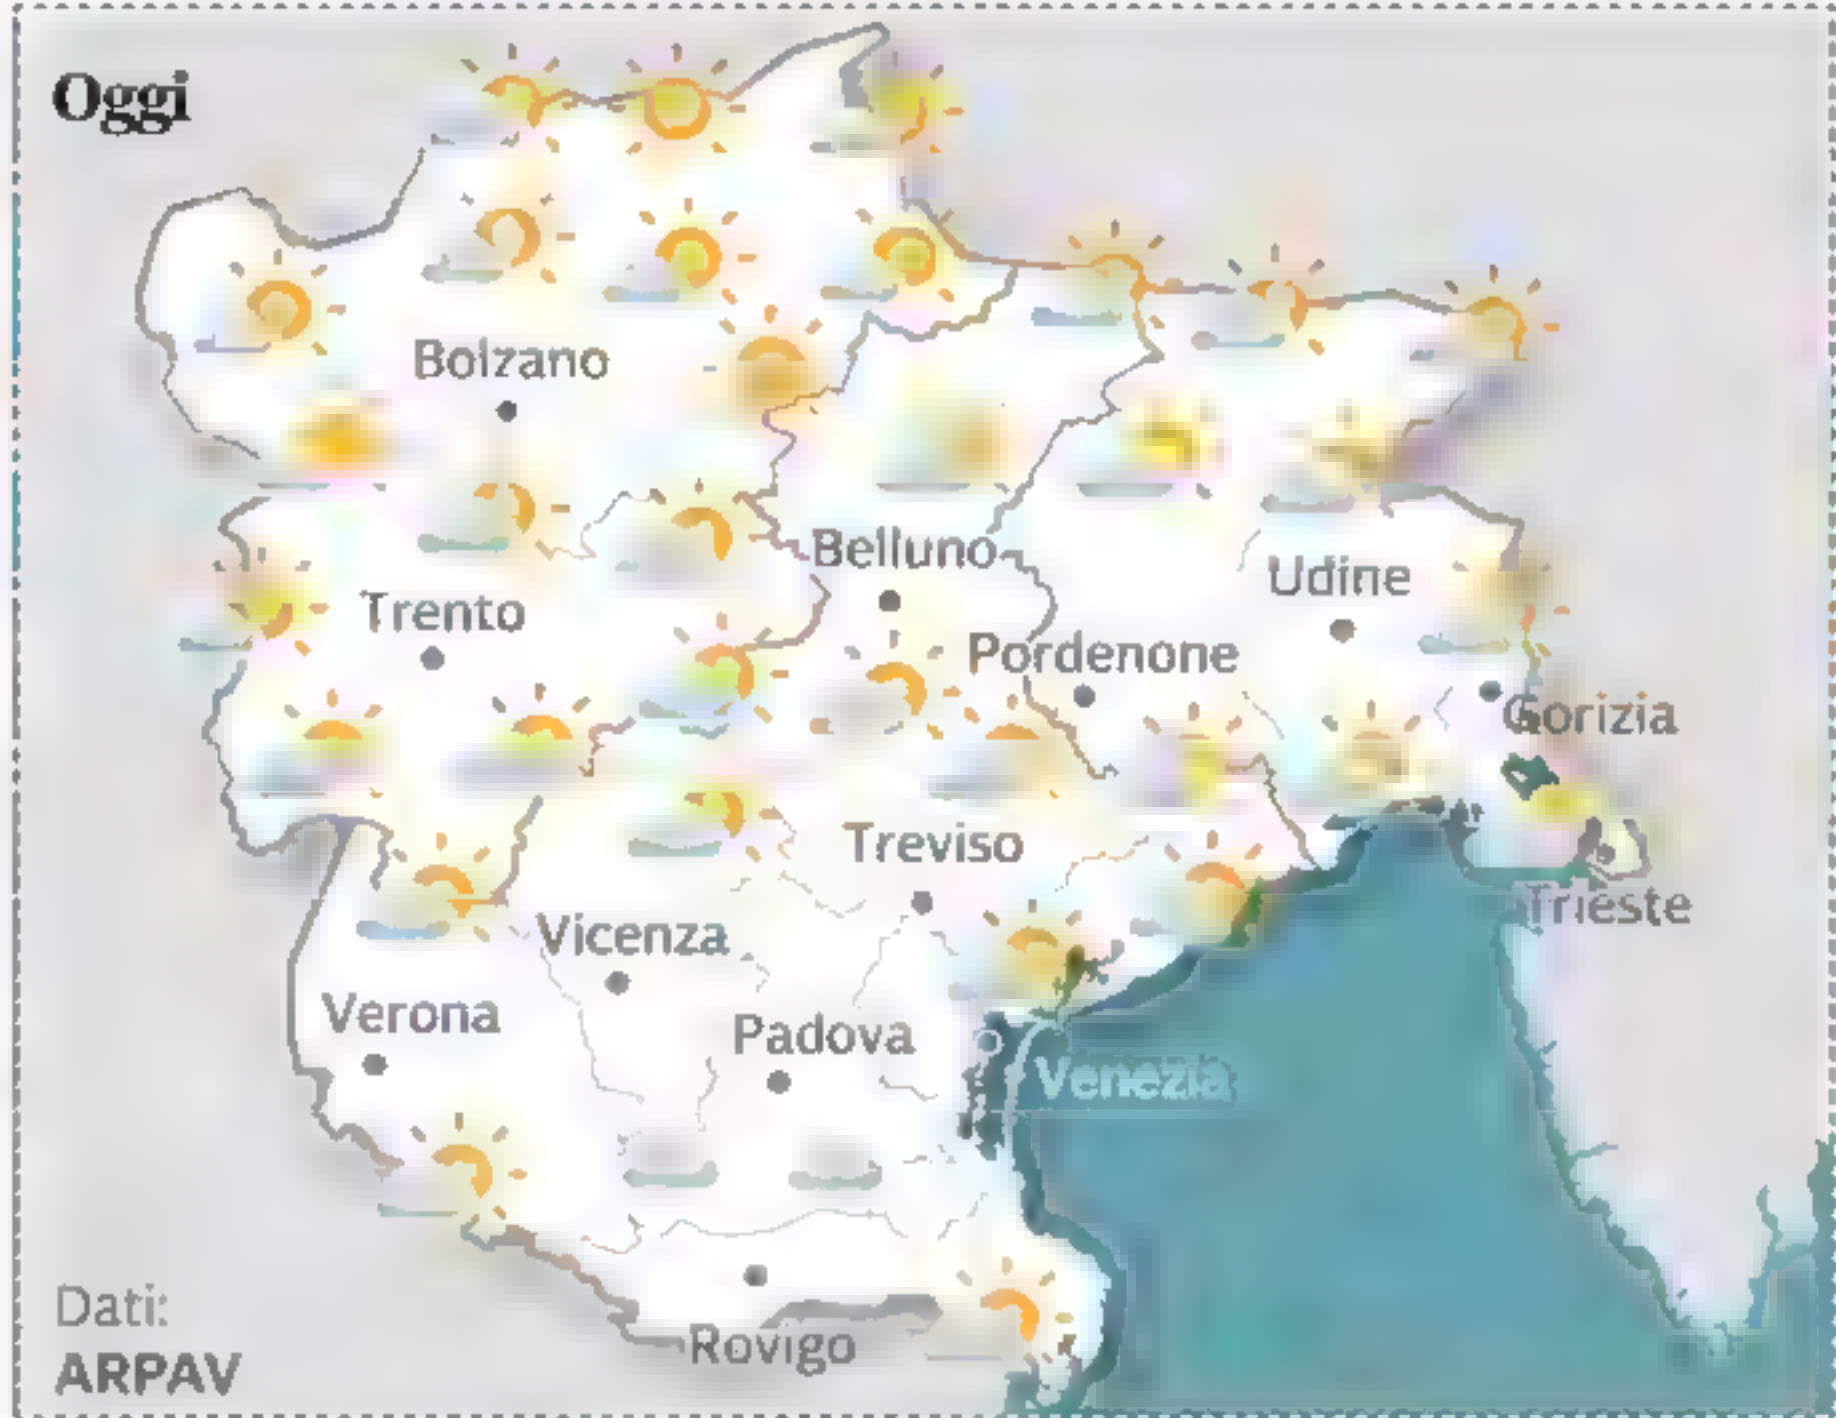 Oggi
Bolzano
Belluno
Udine
Trento
Pordenone
Gorizia
Treviso
Trieste
Vicenza
Verona
Padova
Venezia
Dati:
ARPAV
Rovigo